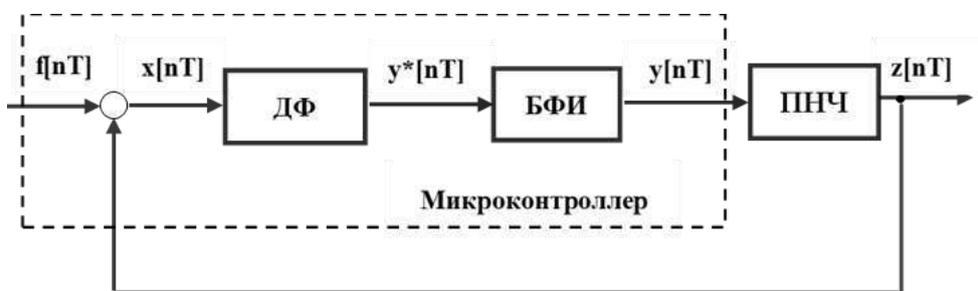 f[nT]
x[nT]
y*[nT]
y[nT]
z[nT]
ДФ
БФИ
ПНЧ
Микроконтроллер